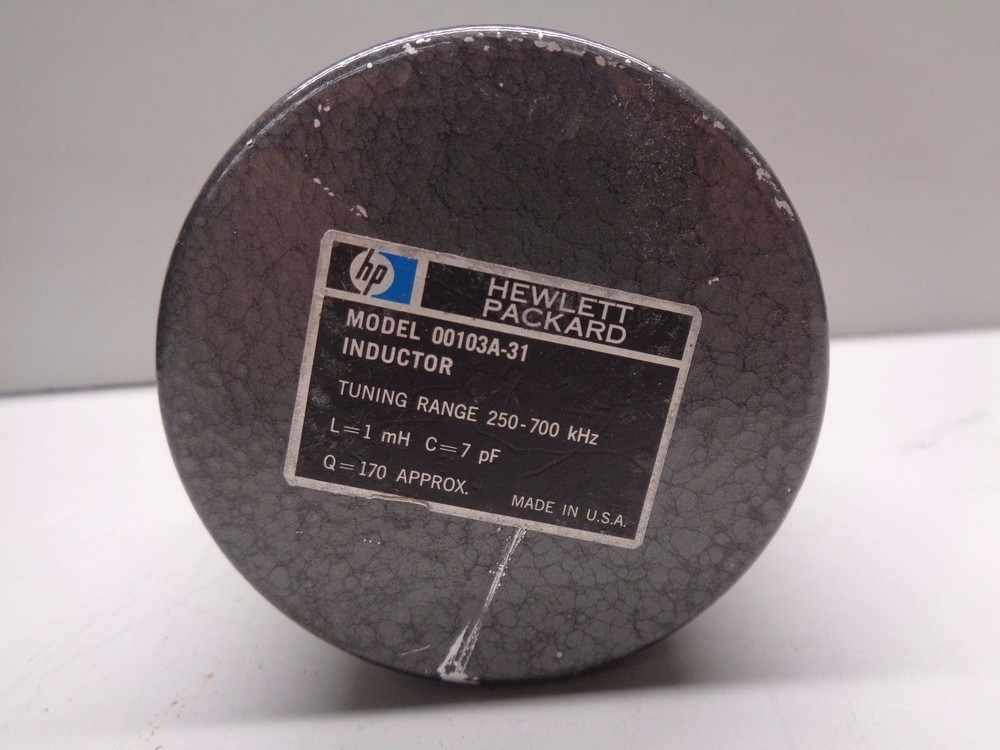 hp
HEWLETT
PACKARD
MODEL 00103A-31
INDUCTOR
TUNING RANGE 250-700 kHz
L=1 mH C=7 pF
Q=170 APPROX.
MADE IN U.S.A.